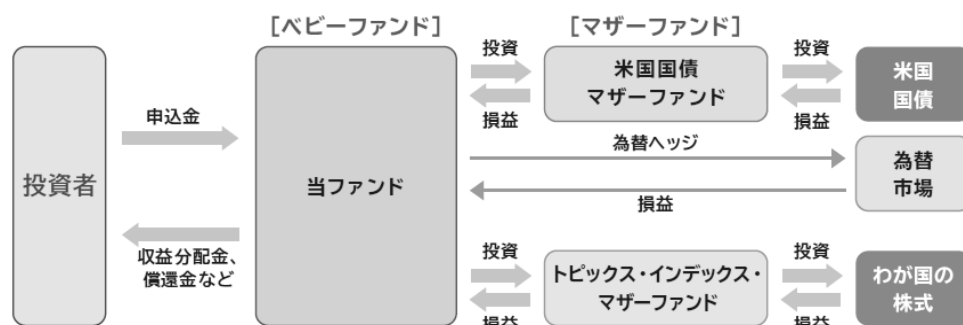 [ベビーファンド]
[マザーファンド]
投資者
申込金
収益分配金、
償還金など
当ファンド
投資
損益
米国国債
マザーファンド
投資
損益
米国
国債
為替ヘッジ
損益
為替
市場
投資
損益
トピックス・インデックス・
マザーファンド
投資
損益
わが国の
株式